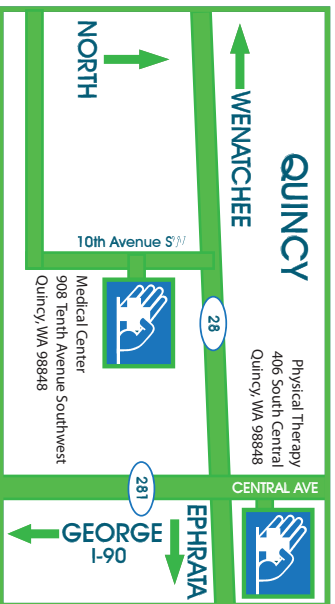 QUINCY
Physical Therapy
406 South Central
Quincy, WA 98848
WENATCHEE
28
CENTRAL AVE
EPHRATA
NORTH
10th Avenue SW
Medical Center
908 Tenth Avenue Southwest
Quincy, WA 98848
281
GEORGE
I-90